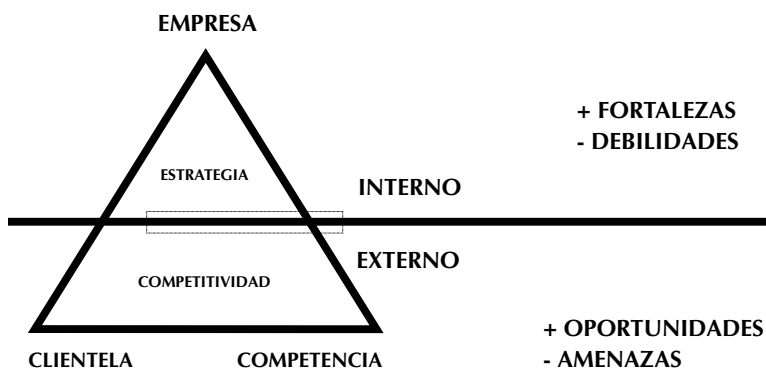 EMPRESA
+ FORTALEZAS
- DEBILIDADES
ESTRATEGIA
INTERNO
EXTERNO
COMPETITIVIDAD
+ OPORTUNIDADES
- AMENAZAS
CLIENTELA
COMPETENCIA